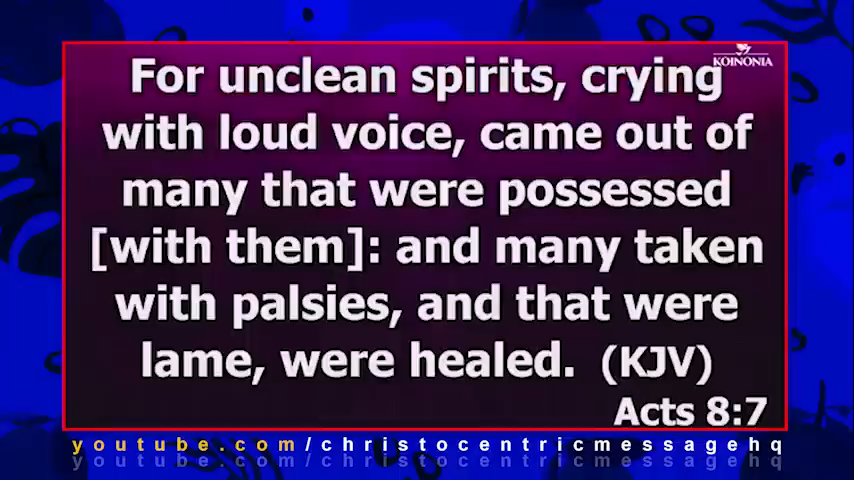 KOINONIA
For unclean spirits, crying
with loud voice, came out of
many that were possessed
[with them]: and many taken
with palsies, and that were
lame, were healed. (KJV)
Acts 8:7
youtube.com/christocentricmessagehq
youtube.com/christocentricmessagehq